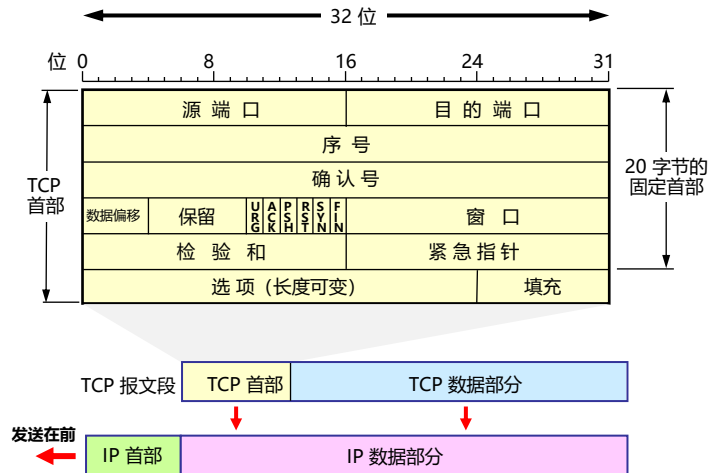 32 位
位 0 8 16 24 31
源 端 口 目 的 端 口
序 号
TCP
首部
确 认 号
20 字节的
固定首部
数据偏移 保留 URG ACK PSH RST SYN FIN 窗 口
检 验 和 紧 急 指 针
选 项 (长度可变) 填充
TCP 报文段 TCP 首部 TCP 数据部分
发送在前
IP 首部 IP 数据部分